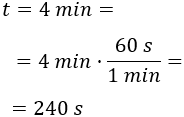 t = 4 min =
= 4 min · 60 s / 1 min =
= 240 s